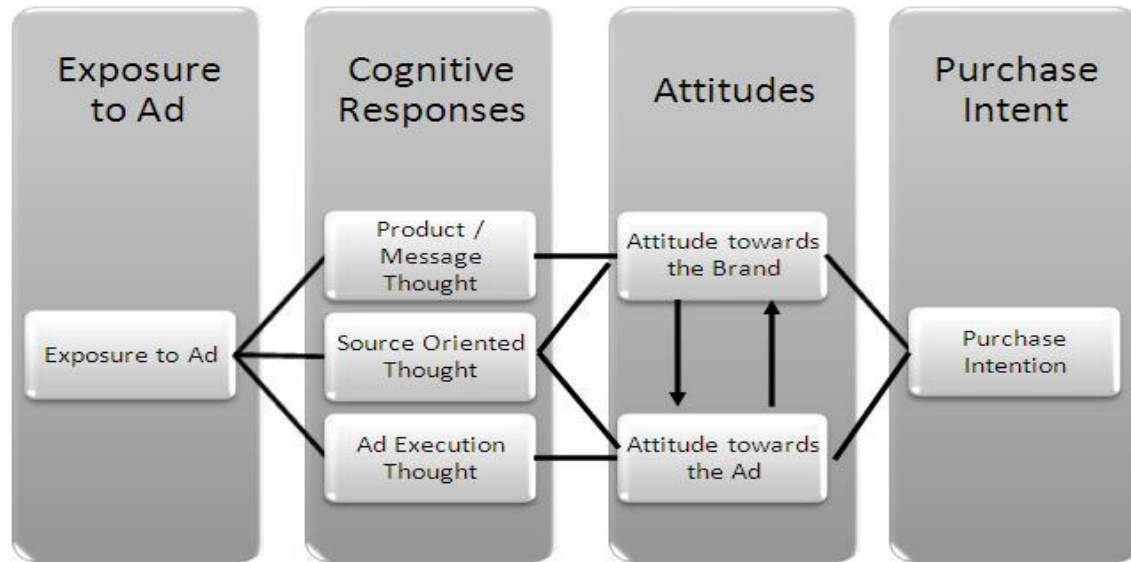 Exposure
to Ad
Cognitive
Responses
Attitudes
Purchase
Intent
Exposure to Ad
Product /
Message
Thought
Source Oriented
Thought
Ad Execution
Thought
Attitude towards
the Brand
Attitude towards
the Ad
Purchase
Intention